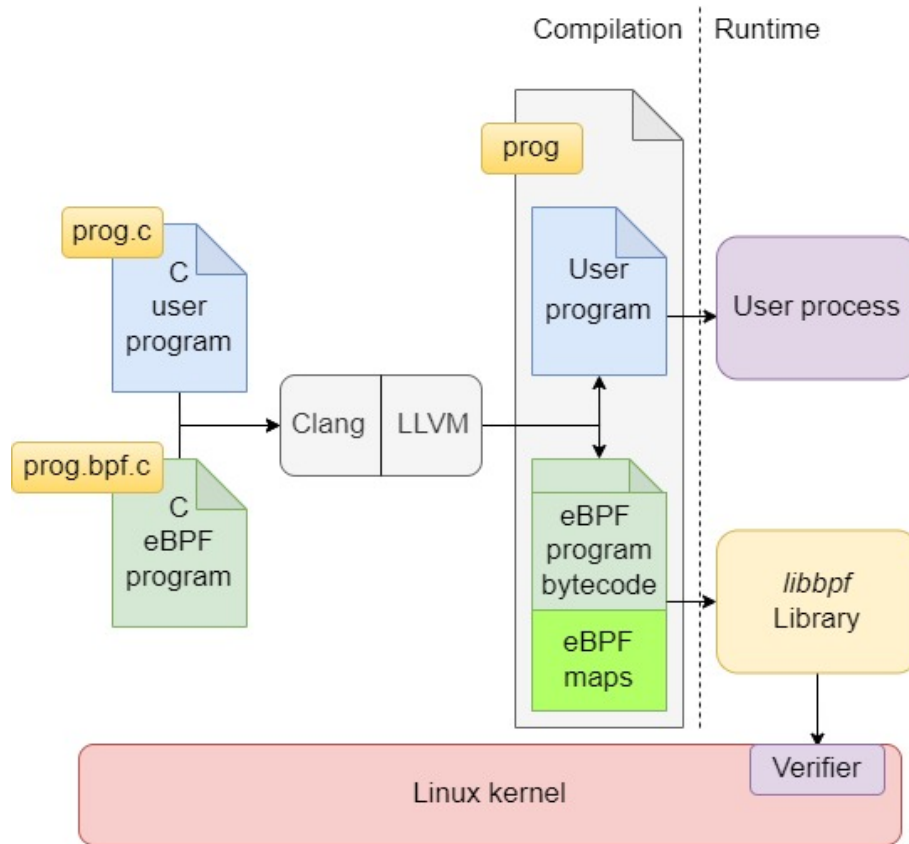 Compilation
Runtime
prog
prog.c
C
user
program
User
program
User process
Clang
LLVM
prog.bpf.c
C
eBPF
program
eBPF
program
bytecode
eBPF
maps
libbpf
Library
Verifier
Linux kernel